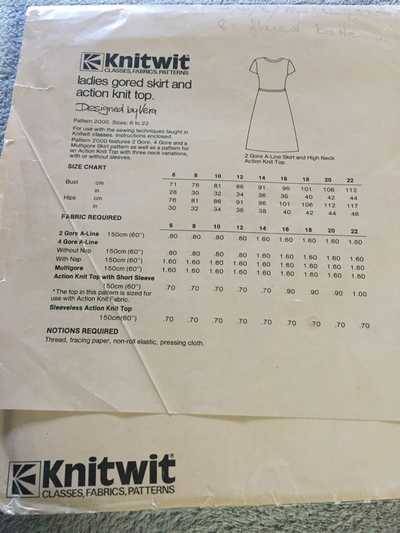 Knitwit
CLASSES, FABRICS, PATTERNS
ladies gored skirt and
action knit top.
Designed by Vera
Pattern 2000. Sizes: 6 to 22
For use with the sewing techniques taught in
Knitwit classes. Instructions enclosed.
Pattern 2000 features 2 Gore, 4 Gore and a
Multigore Skirt pattern as well as a pattern for
an Action Knit Top with three neck variations,
with or without sleeves.
2 Gore A-Line Skirt and High Neck
Action Knit Top
SIZE CHART
6 8 10 12 14 16 18 20 22
Bust cm 71 76 81 86 91 96 101 106 112
in. 28 30 32 34 36 38 40 42 44
Hips cm 76 81 86 91 96 101 106 112 117
in. 30 32 34 36 38 40 42 44 46
FABRIC REQUIRED
6 8 10 12 14 16 18 20 22
2 Gore A-Line 150cm (60") .80 .80 .80 .80 1.60 1.60 1.60 1.60 1.60
4 Gore A-Line
Without Nap 150cm (60") .80 .80 .80 .80 1.60 1.60 1.60 1.60 1.60
With Nap 150cm (60") 1.60 1.60 1.60 1.60 1.60 1.60 1.60 1.60 1.60
Multigore 150cm (60") 1.60 1.60 1.60 1.60 1.60 1.60 1.60 1.60 1.60
Action Knit Top with Short Sleeve
150cm (60") .70 .70 .70 .70 .70 .90 .90 .90 1.00
*The top in this pattern is sized for
use with Action Knit Fabric.
Sleeveless Action Knit Top
150cm (60") .70 .70 .70 .70 .70 .70 .70 .70 .70
NOTIONS REQUIRED
Thread, tracing paper, non-roll elastic, pressing cloth.
Knitwit®
CLASSES, FABRICS, PATTERNS